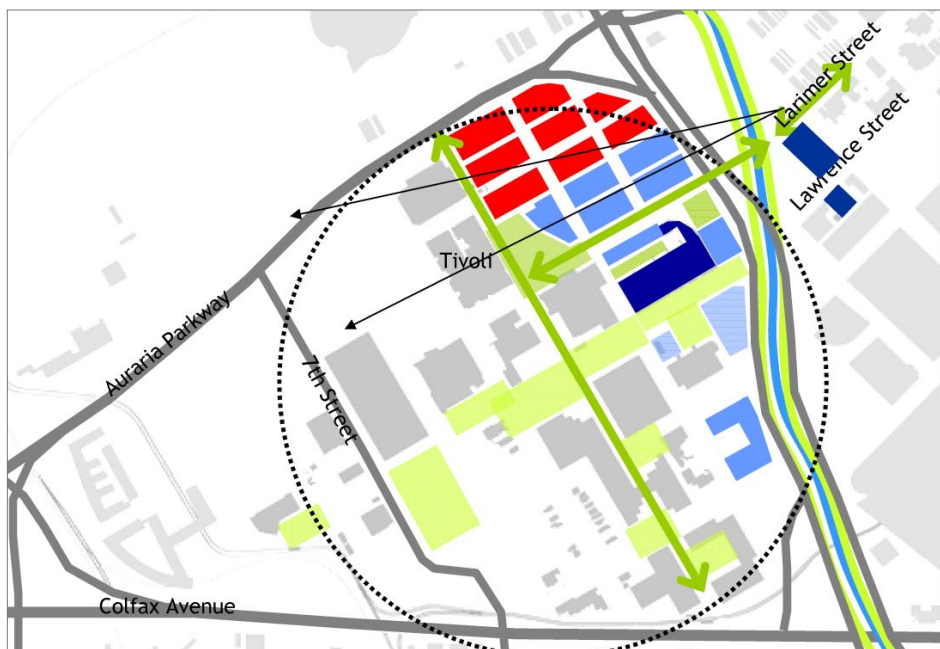 Larimer Street
Lawrence Street
Tivoli
Auraria Parkway
7th Street
Colfax Avenue